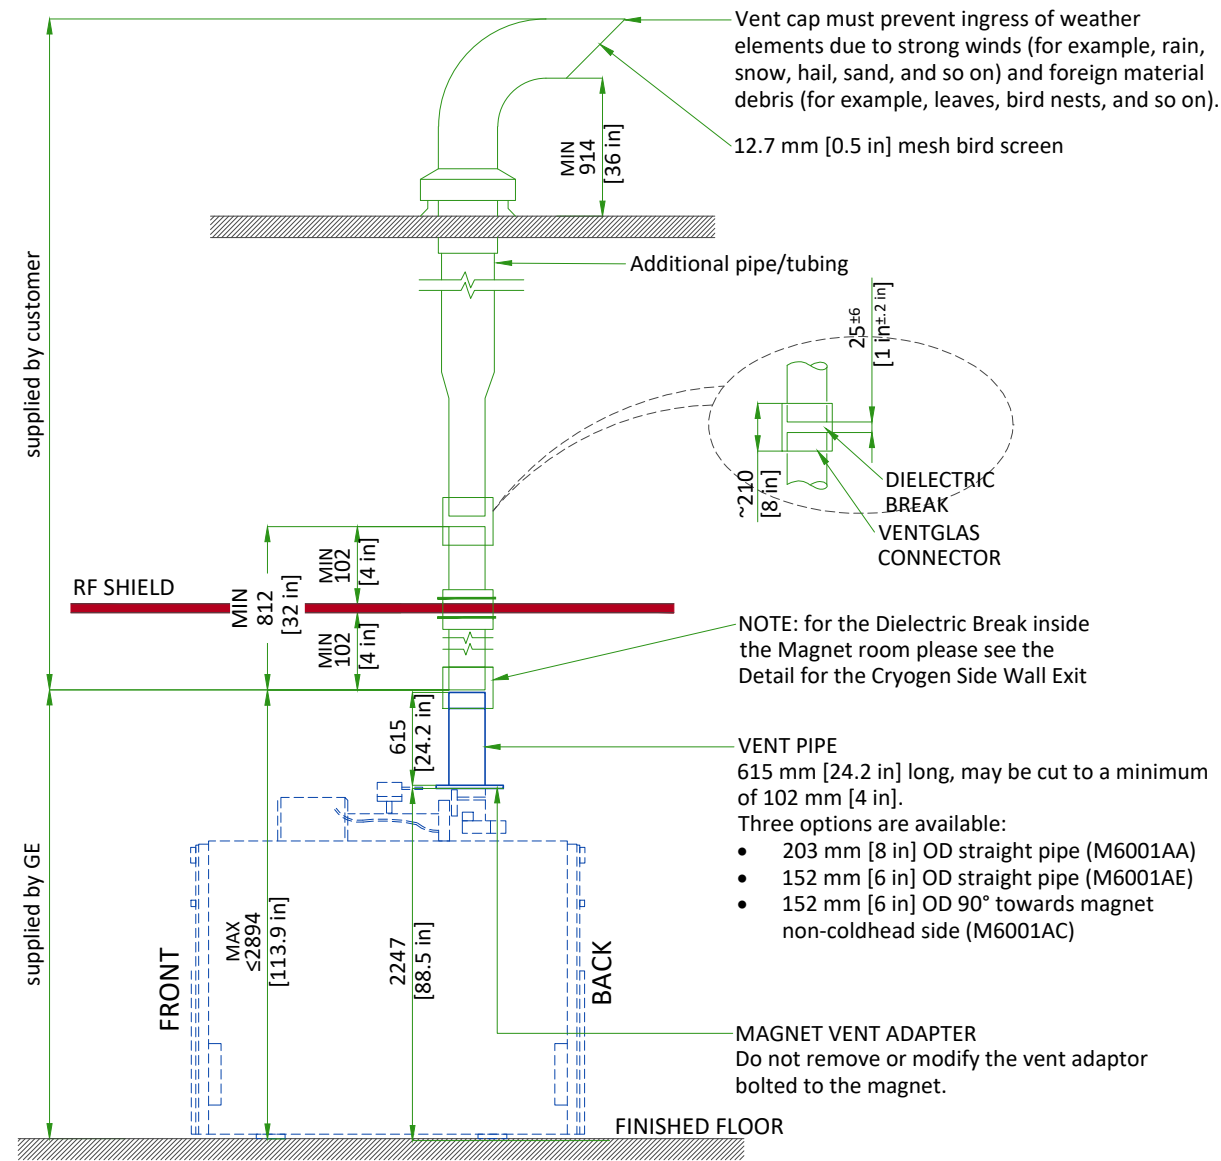 Vent cap must prevent ingress of weather
elements due to strong winds (for example, rain,
snow, hail, sand, and so on) and foreign material
debris (for example, leaves, bird nests, and so on).
12.7 mm [0.5 in] mesh bird screen
MIN
914
[36 in]
supplied by customer
Additional pipe/tubing
25±6
[1 in±.2 in]
~210
[8 in]
DIELECTRIC
BREAK
VENTGLAS
CONNECTOR
RF SHIELD
MIN
812
[32 in]
MIN
102
[4 in]
MIN
102
[4 in]
NOTE: for the Dielectric Break inside
the Magnet room please see the
Detail for the Cryogen Side Wall Exit
615
[24.2 in]
VENT PIPE
615 mm [24.2 in] long, may be cut to a minimum
of 102 mm [4 in].
Three options are available:
• 203 mm [8 in] OD straight pipe (M6001AA)
• 152 mm [6 in] OD straight pipe (M6001AE)
• 152 mm [6 in] OD 90° towards magnet
non-coldhead side (M6001AC)
supplied by GE
FRONT
MAX
≤2894
[113.9 in]
2247
[88.5 in]
BACK
MAGNET VENT ADAPTER
Do not remove or modify the vent adaptor
bolted to the magnet.
FINISHED FLOOR